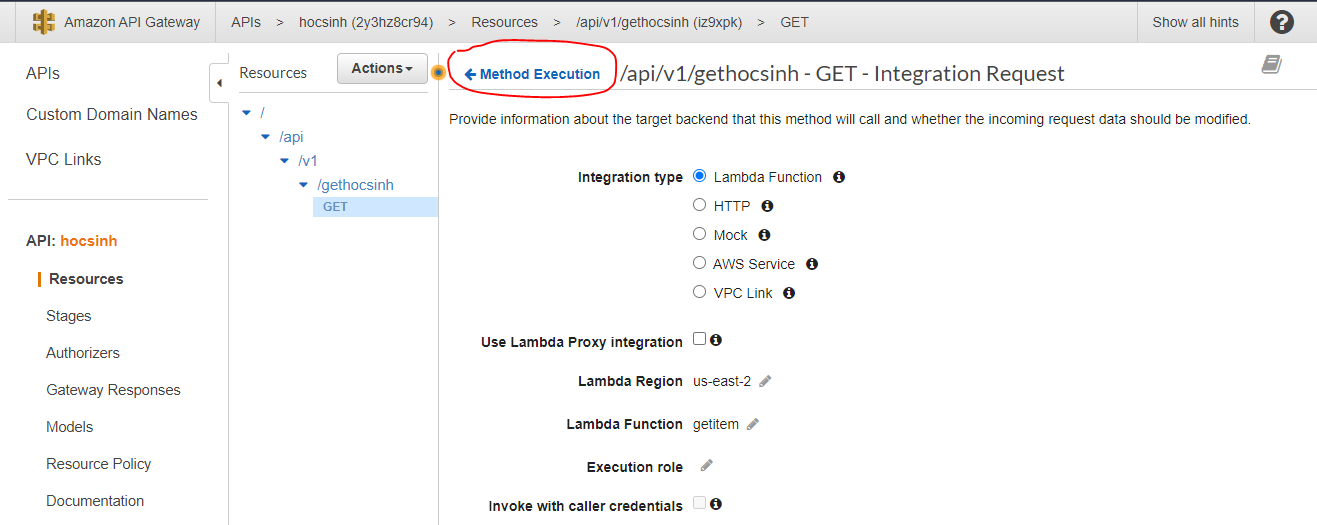 Amazon API Gateway
APIs > hocsinh (2y3hz8cr94) > Resources > /api/v1/gethocsinh (iz9xpk) > GET
Show all hints
?
APIs
Custom Domain Names
VPC Links
API: hocsinh
Resources
Stages
Authorizers
Gateway Responses
Models
Resource Policy
Documentation
Resources
Actions
/
/api
/v1
/gethocsinh
GET
Method Execution /api/v1/gethocsinh - GET - Integration Request
Provide information about the target backend that this method will call and whether the incoming request data should be modified.
Integration type Lambda Function
HTTP
Mock
AWS Service
VPC Link
Use Lambda Proxy integration
Lambda Region us-east-2
Lambda Function getitem
Execution role
Invoke with caller credentials